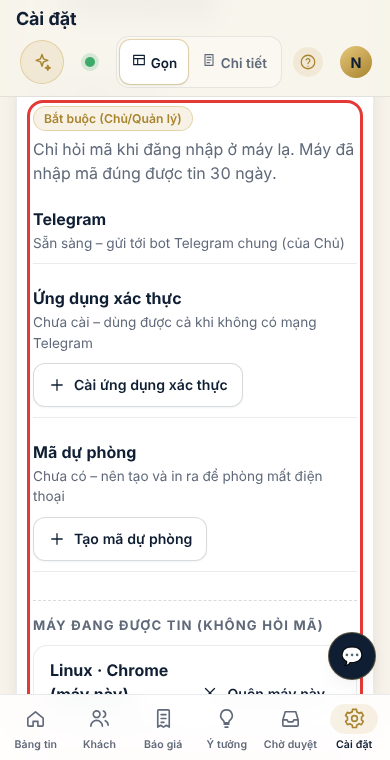 Cài đặt
Gọn
Chi tiết
N
Bắt buộc (Chủ/Quản lý)
Chỉ hỏi mã khi đăng nhập ở máy lạ. Máy đã
nhập mã đúng được tin 30 ngày.
Telegram
Sẵn sàng – gửi tới bot Telegram chung (của Chủ)
Ứng dụng xác thực
Chưa cài – dùng được cả khi không có mạng
Telegram
Cài ứng dụng xác thực
Mã dự phòng
Chưa có – nên tạo và in ra để phòng mất điện
thoại
Tạo mã dự phòng
MÁY ĐANG ĐƯỢC TIN (KHÔNG HỎI MÃ)
Linux · Chrome
(máy này)
Quên máy này
Bảng tin
Khách
Báo giá
Ý tưởng
Chờ duyệt
Cài đặt